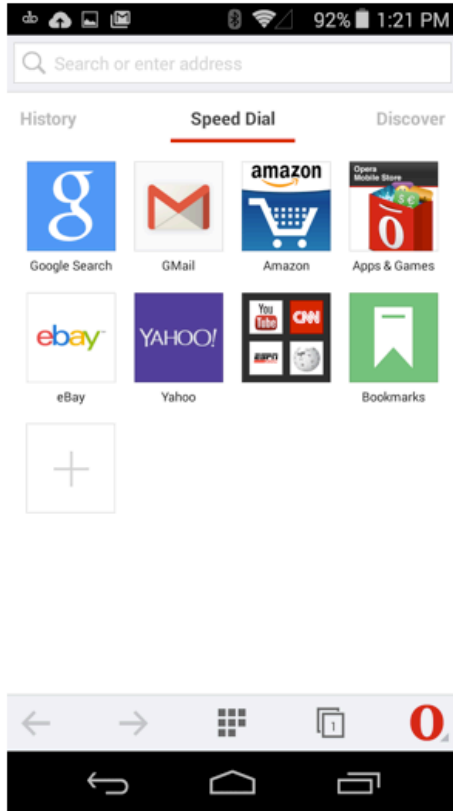 92% 1:21 PM
Search or enter address
History Speed Dial Discover
g
amazon
Opera
Mobile Store
Google Search GMail Amazon Apps & Games
ebay
YAHOO!
You
Tube
CNN
ESPN
eBay Yahoo Bookmarks
1